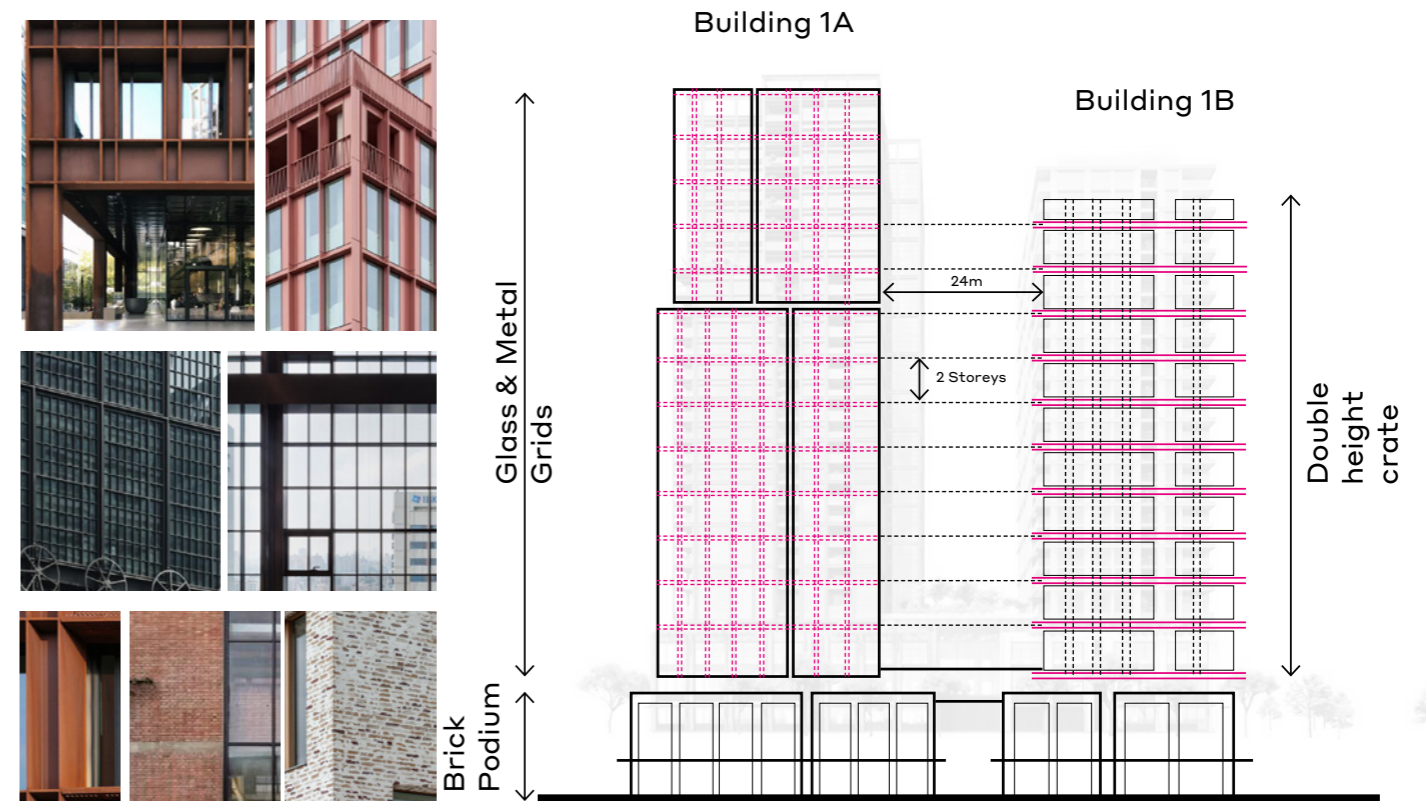 Building 1A
Building 1B
Glass & Metal
Grids
24m
2 Storeys
Double
height
crate
Brick
Podium